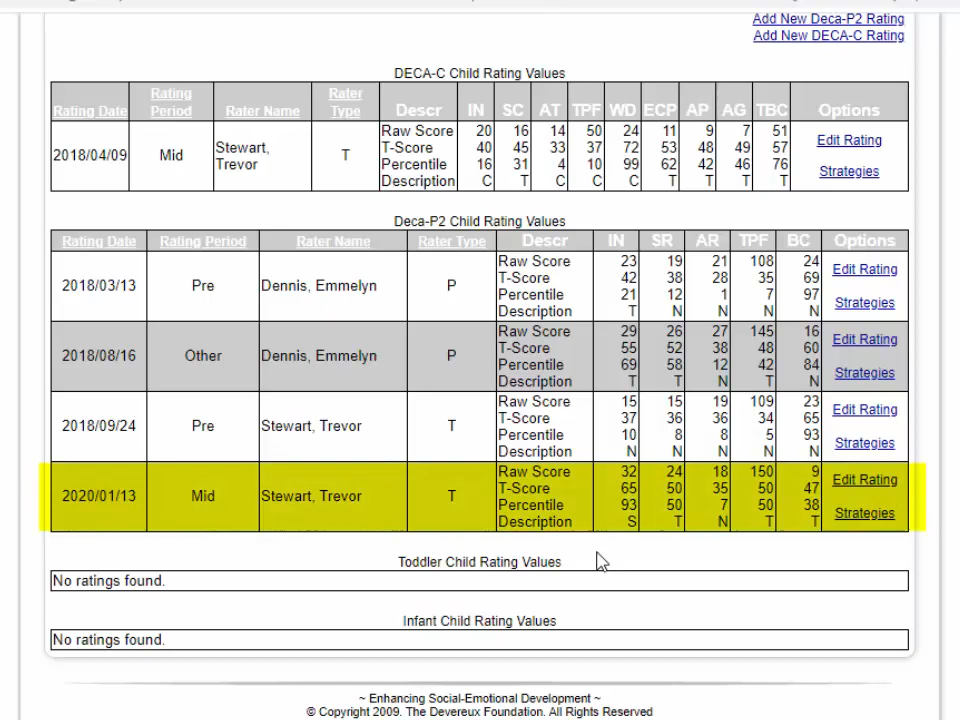 Add New Deca-P2 Rating
Add New DECA-C Rating
DECA-C Child Rating Values
Rating Date Rating Period Rater Name Rater Type Descr IN SC AT TPF WD ECP AP AG TBC Options
2018/04/09 Mid Stewart, Trevor T
Raw Score 20 16 14 50 24 11 9 7 51
T-Score 40 45 33 37 72 53 48 49 57
Percentile 16 31 4 10 99 62 42 46 76
Description C T C C C T T T T
Edit Rating
Strategies
Deca-P2 Child Rating Values
Rating Date Rating Period Rater Name Rater Type Descr IN SR AR TPF BC Options
2018/03/13 Pre Dennis, Emmelyn P
Raw Score 23 19 21 108 24
T-Score 42 38 28 35 69
Percentile 21 12 1 7 97
Description T N N N N
Edit Rating
Strategies
2018/08/16 Other Dennis, Emmelyn P
Raw Score 29 26 27 145 16
T-Score 55 52 38 48 60
Percentile 69 58 12 42 84
Description T T N T N
Edit Rating
Strategies
2018/09/24 Pre Stewart, Trevor T
Raw Score 15 15 19 109 23
T-Score 37 36 36 34 65
Percentile 10 8 8 5 93
Description N N N N N
Edit Rating
Strategies
2020/01/13 Mid Stewart, Trevor T
Raw Score 32 24 18 150 9
T-Score 65 50 35 50 47
Percentile 93 50 7 50 38
Description S T N T T
Edit Rating
Strategies
Toddler Child Rating Values
No ratings found.
Infant Child Rating Values
No ratings found.
~ Enhancing Social-Emotional Development ~
© Copyright 2009. The Devereux Foundation. All Rights Reserved